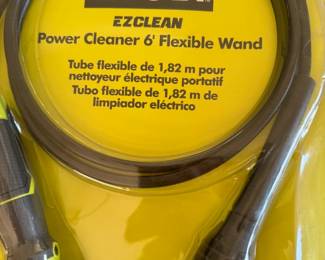 EZCLEAN
Power Cleaner 6' Flexible Wand
Tube flexible de 1,82 m pour
nettoyeur électrique portatif
Tubo flexible de 1,82 m de
limpiador eléctrico